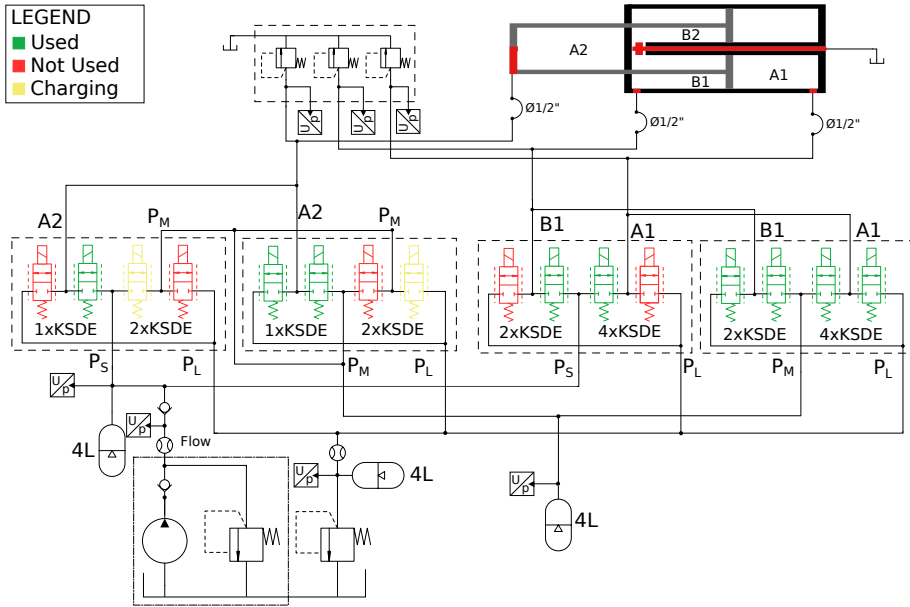 LEGEND
Used
Not Used
Charging
A2
B2
B1
A1
Ø1/2"
Ø1/2"
Ø1/2"
U
p
U
p
U
p
A2
PM
A2
PM
B1
A1
B1
A1
1xKSDE
2xKSDE
1xKSDE
2xKSDE
2xKSDE
4xKSDE
2xKSDE
4xKSDE
PS
PL
PM
PL
PS
PL
PM
PL
U
p
U
p
Flow
4L
U
p
4L
U
p
4L